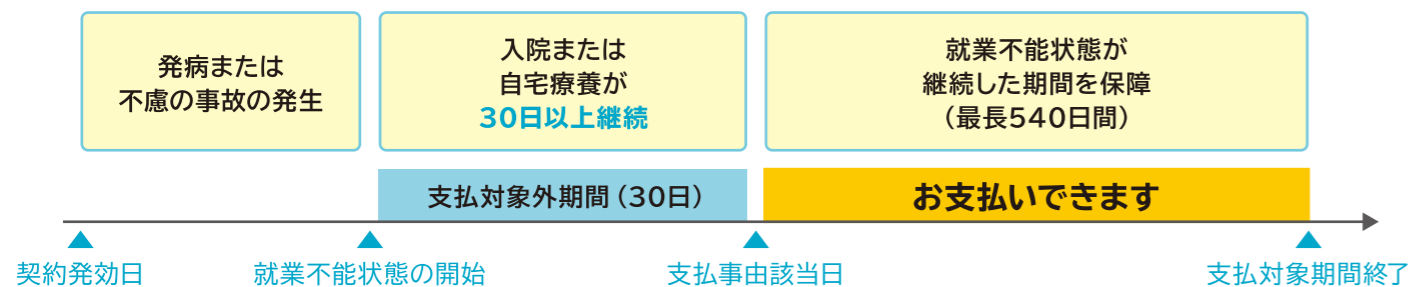 発病または
不慮の事故の発生
入院または
自宅療養が
30日以上継続
就業不能状態が
継続した期間を保障
（最長540日間）
支払対象外期間（30日）
お支払いできます
契約発効日
就業不能状態の開始
支払事由該当日
支払対象期間終了